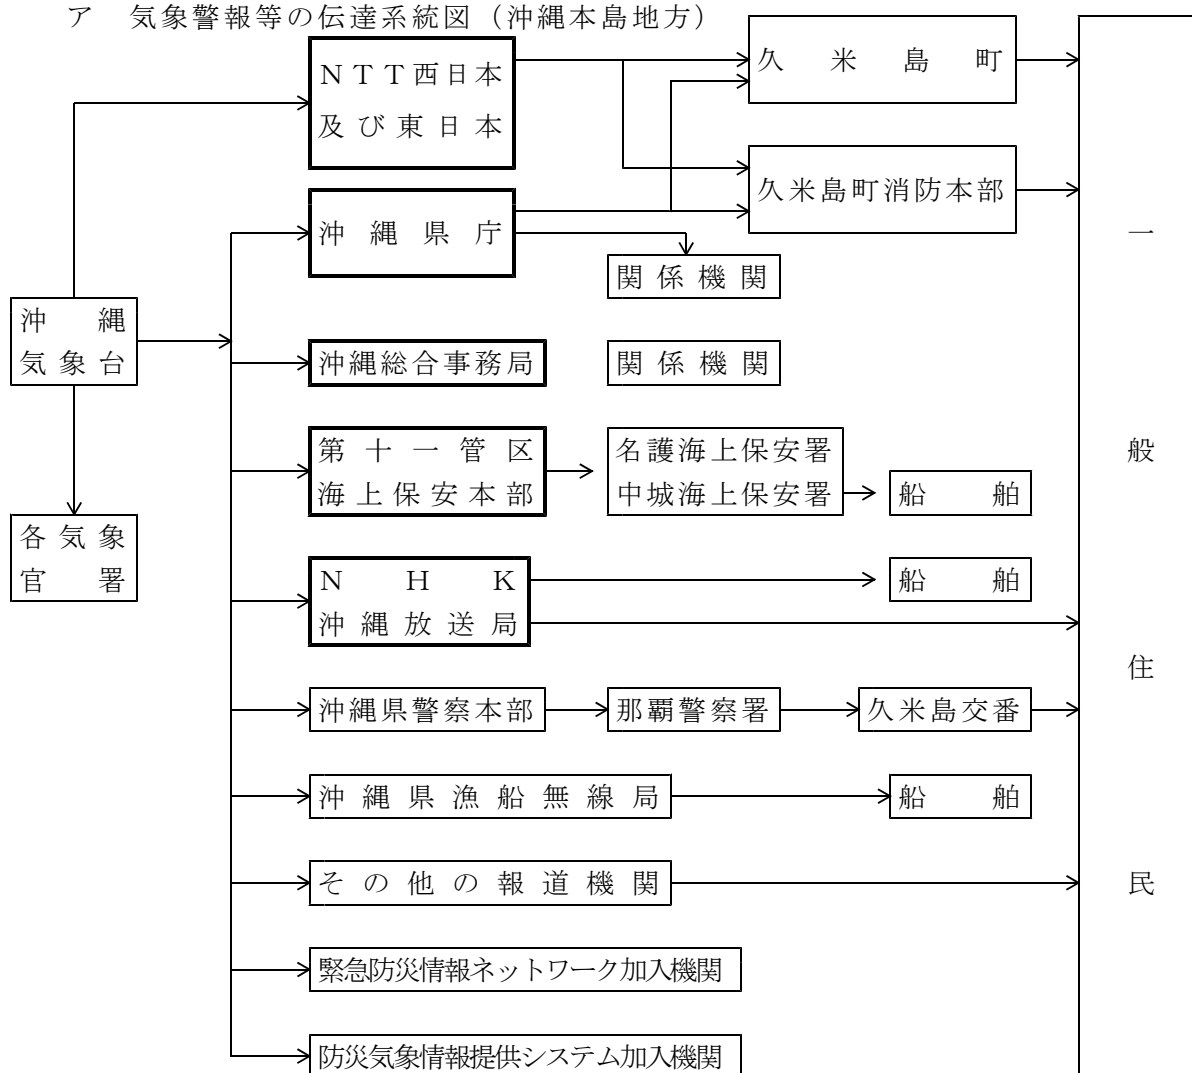 ア 気象警報等の伝達系統図（沖縄本島地方）
NTT西日本
及び東日本
久米島町
久米島町消防本部
沖縄県庁
関係機関
沖縄
気象台
沖縄総合事務局
関係機関
第十一管区
海上保安本部
名護海上保安署
中城海上保安署
船舶
各気象
官署
NHK
沖縄放送局
船舶
沖縄県警察本部
那覇警察署
久米島交番
沖縄県漁船無線局
船舶
その他の報道機関
緊急防災情報ネットワーク加入機関
防災気象情報提供システム加入機関
一般住民